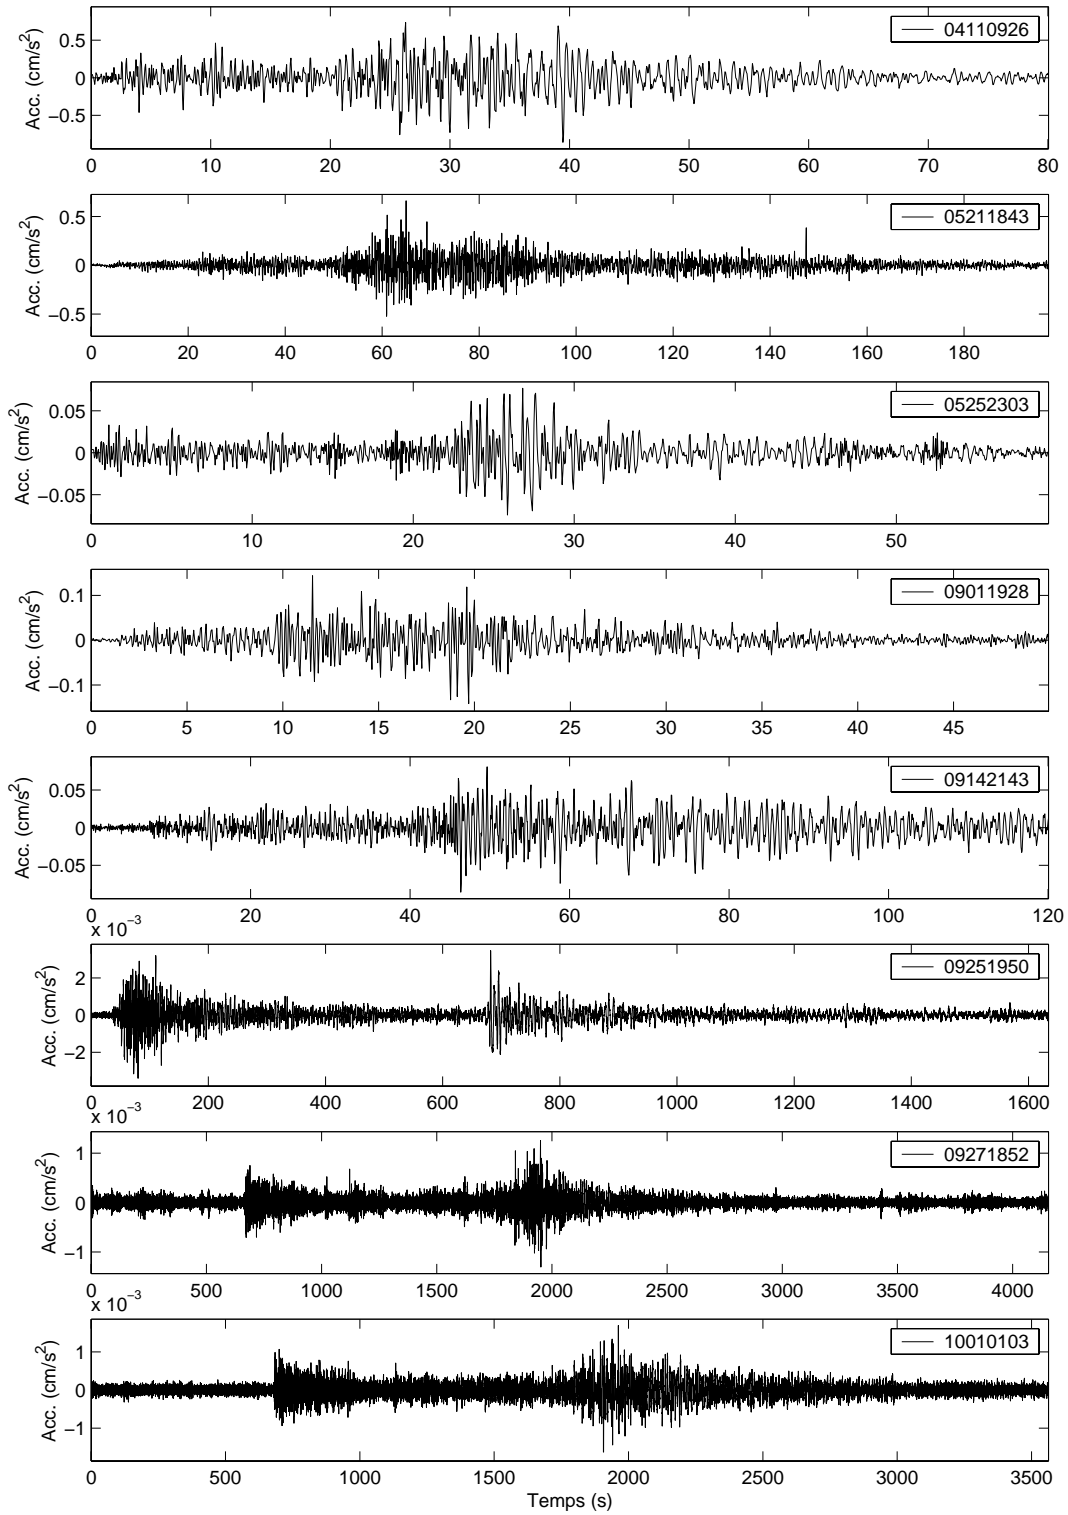 04110926
Acc. (cm/s²)
0.5
0
−0.5
0 10 20 30 40 50 60 70 80
05211843
Acc. (cm/s²)
0.5
0
−0.5
0 20 40 60 80 100 120 140 160 180
05252303
Acc. (cm/s²)
0.05
0
−0.05
0 10 20 30 40 50
09011928
Acc. (cm/s²)
0.1
0
−0.1
0 5 10 15 20 25 30 35 40 45
09142143
Acc. (cm/s²)
0.05
0
−0.05
0 20 40 60 80 100 120
x 10⁻³
09251950
Acc. (cm/s²)
2
0
−2
0 200 400 600 800 1000 1200 1400 1600
x 10⁻³
09271852
Acc. (cm/s²)
1
0
−1
0 500 1000 1500 2000 2500 3000 3500 4000
x 10⁻³
10010103
Acc. (cm/s²)
1
0
−1
0 500 1000 1500 2000 2500 3000 3500
Temps (s)